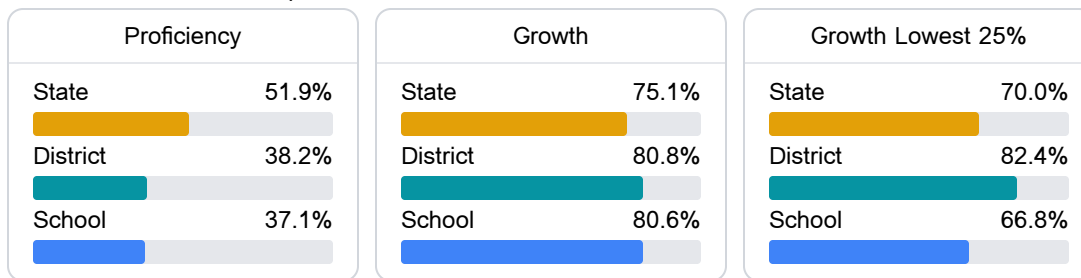 Proficiency
State 51.9%
District 38.2%
School 37.1%
Growth
State 75.1%
District 80.8%
School 80.6%
Growth Lowest 25%
State 70.0%
District 82.4%
School 66.8%